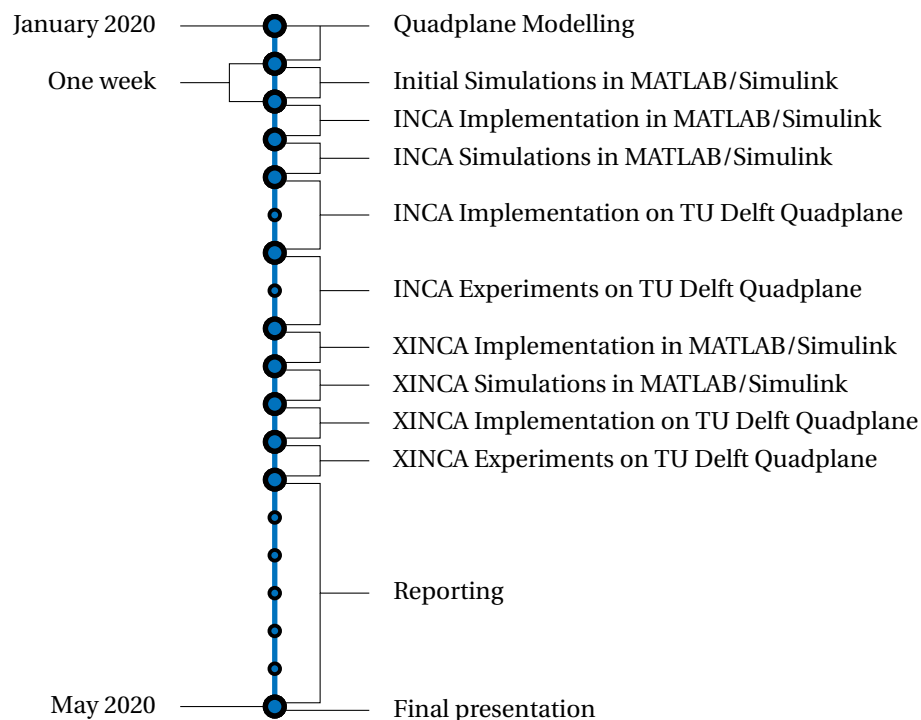 January 2020
Quadplane Modelling
One week
Initial Simulations in MATLAB/Simulink
INCA Implementation in MATLAB/Simulink
INCA Simulations in MATLAB/Simulink
INCA Implementation on TU Delft Quadplane
INCA Experiments on TU Delft Quadplane
XINCA Implementation in MATLAB/Simulink
XINCA Simulations in MATLAB/Simulink
XINCA Implementation on TU Delft Quadplane
XINCA Experiments on TU Delft Quadplane
Reporting
May 2020
Final presentation